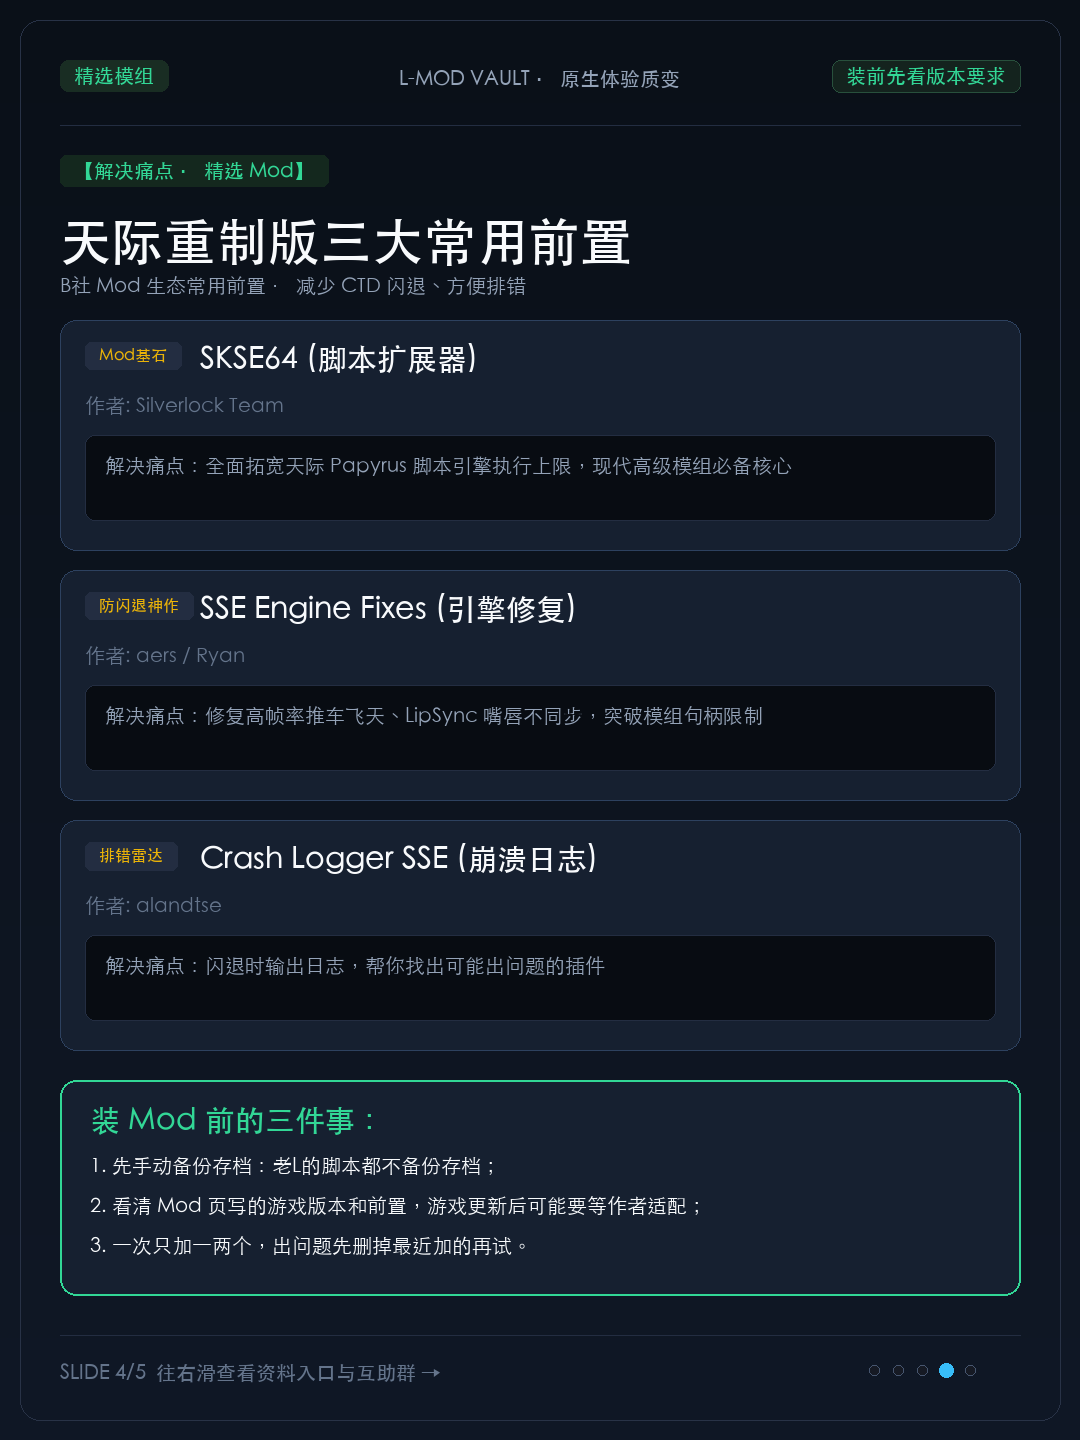 精选模组
L-MOD VAULT · 原生体验质变
装前先看版本要求
【解决痛点 · 精选 Mod】
天际重制版三大常用前置
B社 Mod 生态常用前置 · 减少 CTD 闪退、方便排错
Mod基石 SKSE64 (脚本扩展器)
作者: Silverlock Team
解决痛点：全面拓宽天际 Papyrus 脚本引擎执行上限，现代高级模组必备核心
防闪退神作 SSE Engine Fixes (引擎修复)
作者: aers / Ryan
解决痛点：修复高帧率推车飞天、LipSync 嘴唇不同步，突破模组句柄限制
排错雷达 Crash Logger SSE (崩溃日志)
作者: alandtse
解决痛点：闪退时输出日志，帮你找出可能出问题的插件
装 Mod 前的三件事：
1. 先手动备份存档：老L的脚本都不备份存档；
2. 看清 Mod 页写的游戏版本和前置，游戏更新后可能要等作者适配；
3. 一次只加一两个，出问题先删掉最近加的再试。
SLIDE 4/5 往右滑查看资料入口与互助群 →